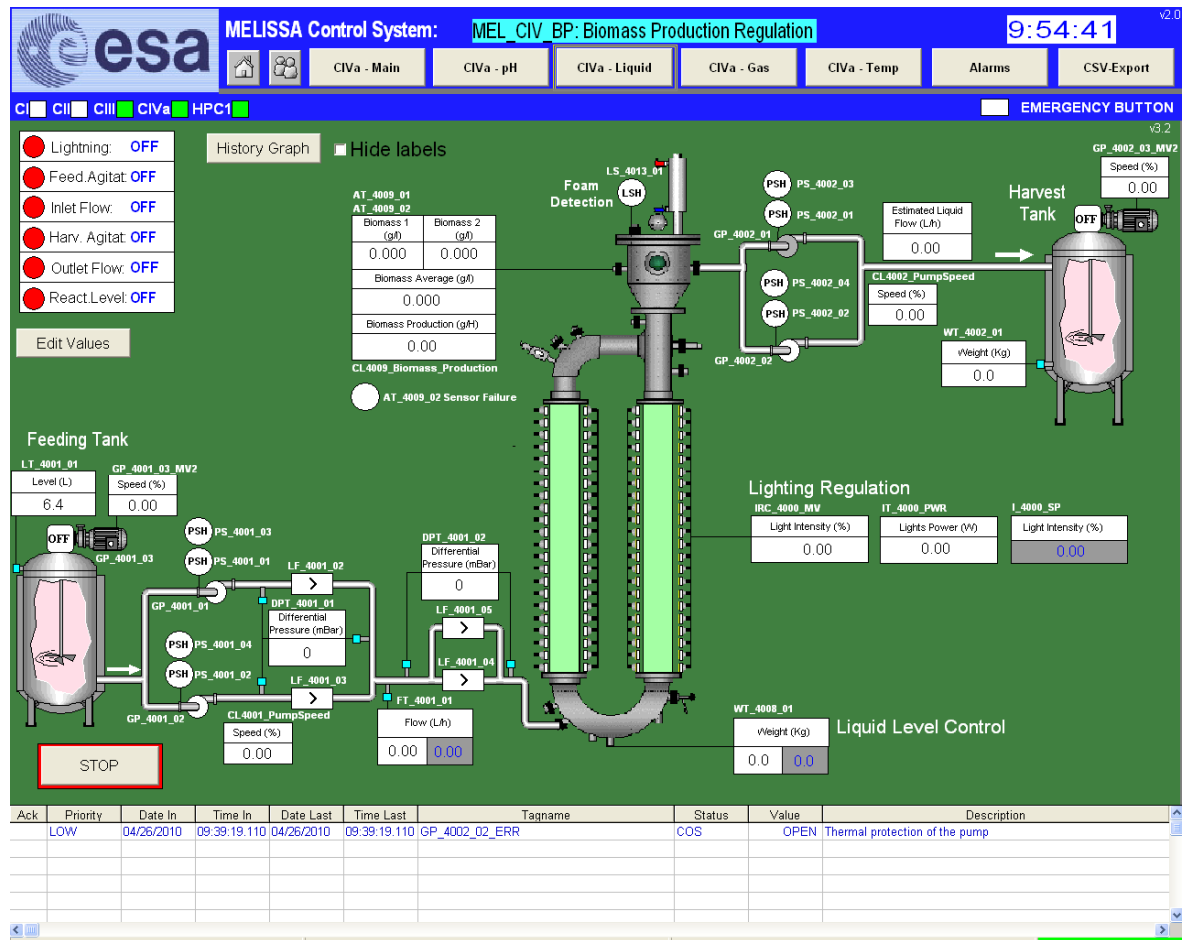 v2.0
esa
MELISSA Control System:
MEL_CIV_BP: Biomass Production Regulation
9:54:41
CIVa - Main
CIVa - pH
CIVa - Liquid
CIVa - Gas
CIVa - Temp
Alarms
CSV-Export
CI
CII
CIII
CIVa
HPC1
EMERGENCY BUTTON
v3.2
Lightning: OFF
Feed.Agitat: OFF
Inlet Flow: OFF
Harv. Agitat: OFF
Outlet Flow: OFF
React.Level: OFF
History Graph
Hide labels
Edit Values
AT_4009_01
AT_4009_02
Biomass 1
(g/l)
Biomass 2
(g/l)
0.000
0.000
Biomass Average (g/l)
0.000
Biomass Production (g/H)
0.00
CL4009_Biomass_Production
AT_4009_02 Sensor Failure
LS_4013_01
Foam
Detection
LSH
PSH
PS_4002_03
PSH
PS_4002_01
GP_4002_01
PSH
PS_4002_04
PSH
PS_4002_02
GP_4002_02
Estimated Liquid
Flow (L/h)
0.00
CL4002_PumpSpeed
Speed (%)
0.00
GP_4002_03_MV2
Speed (%)
0.00
Harvest
Tank
OFF
WT_4002_01
Weight (Kg)
0.0
Feeding Tank
LT_4001_01
Level (L)
6.4
GP_4001_03_MV2
Speed (%)
0.00
OFF
GP_4001_03
PSH
PS_4001_03
PSH
PS_4001_01
GP_4001_01
LF_4001_02
DPT_4001_01
Differential
Pressure (mBar)
0
PSH
PS_4001_04
PSH
PS_4001_02
GP_4001_02
LF_4001_03
CL4001_PumpSpeed
Speed (%)
0.00
DPT_4001_02
Differential
Pressure (mBar)
0
LF_4001_05
LF_4001_04
FT_4001_01
Flow (L/h)
0.00
0.00
Lighting Regulation
IRC_4000_MV
Light Intensity (%)
0.00
IT_4000_PWR
Lights Power (W)
0.00
I_4000_SP
Light Intensity (%)
0.00
WT_4008_01
Weight (Kg)
0.0
0.0
Liquid Level Control
STOP
Ack Priority Date In Time In Date Last Time Last Tagname Status Value Description
LOW 04/26/2010 09:39:19.110 04/26/2010 09:39:19.110 GP_4002_02_ERR COS OPEN Thermal protection of the pump